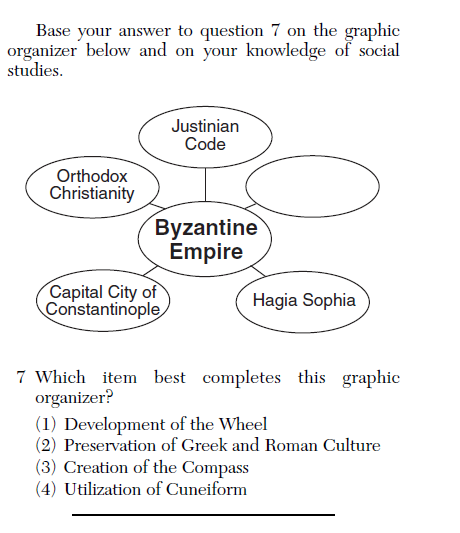 Base your answer to question 7 on the graphic
organizer below and on your knowledge of social
studies.
Justinian
Code
Orthodox
Christianity
Byzantine
Empire
Capital City of
Constantinople
Hagia Sophia
7 Which item best completes this graphic
organizer?
(1) Development of the Wheel
(2) Preservation of Greek and Roman Culture
(3) Creation of the Compass
(4) Utilization of Cuneiform